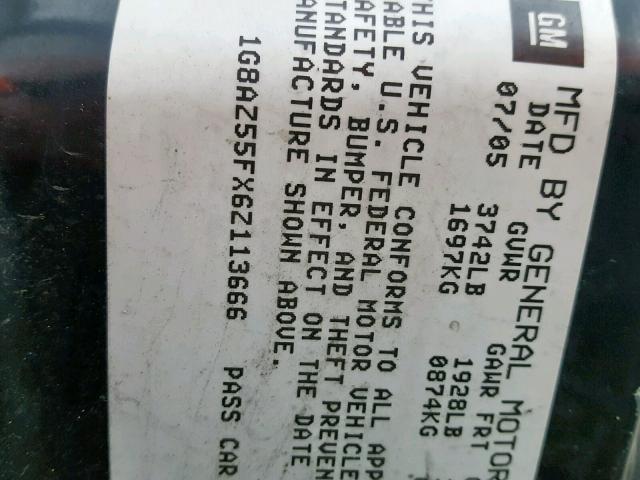 GM
MFD BY GENERAL MOTOR
DATE GVWR GAWR FRT
07/05 3742LB 1928LB
1697KG 0874KG
THIS VEHICLE CONFORMS TO ALL APP
ABLE U.S. FEDERAL MOTOR VEHICLE
SAFETY, BUMPER, AND THEFT PREVEN
STANDARDS IN EFFECT ON THE DATE
MANUFACTURE SHOWN ABOVE.
1G8AZ55FX6Z113666 PASS CAR